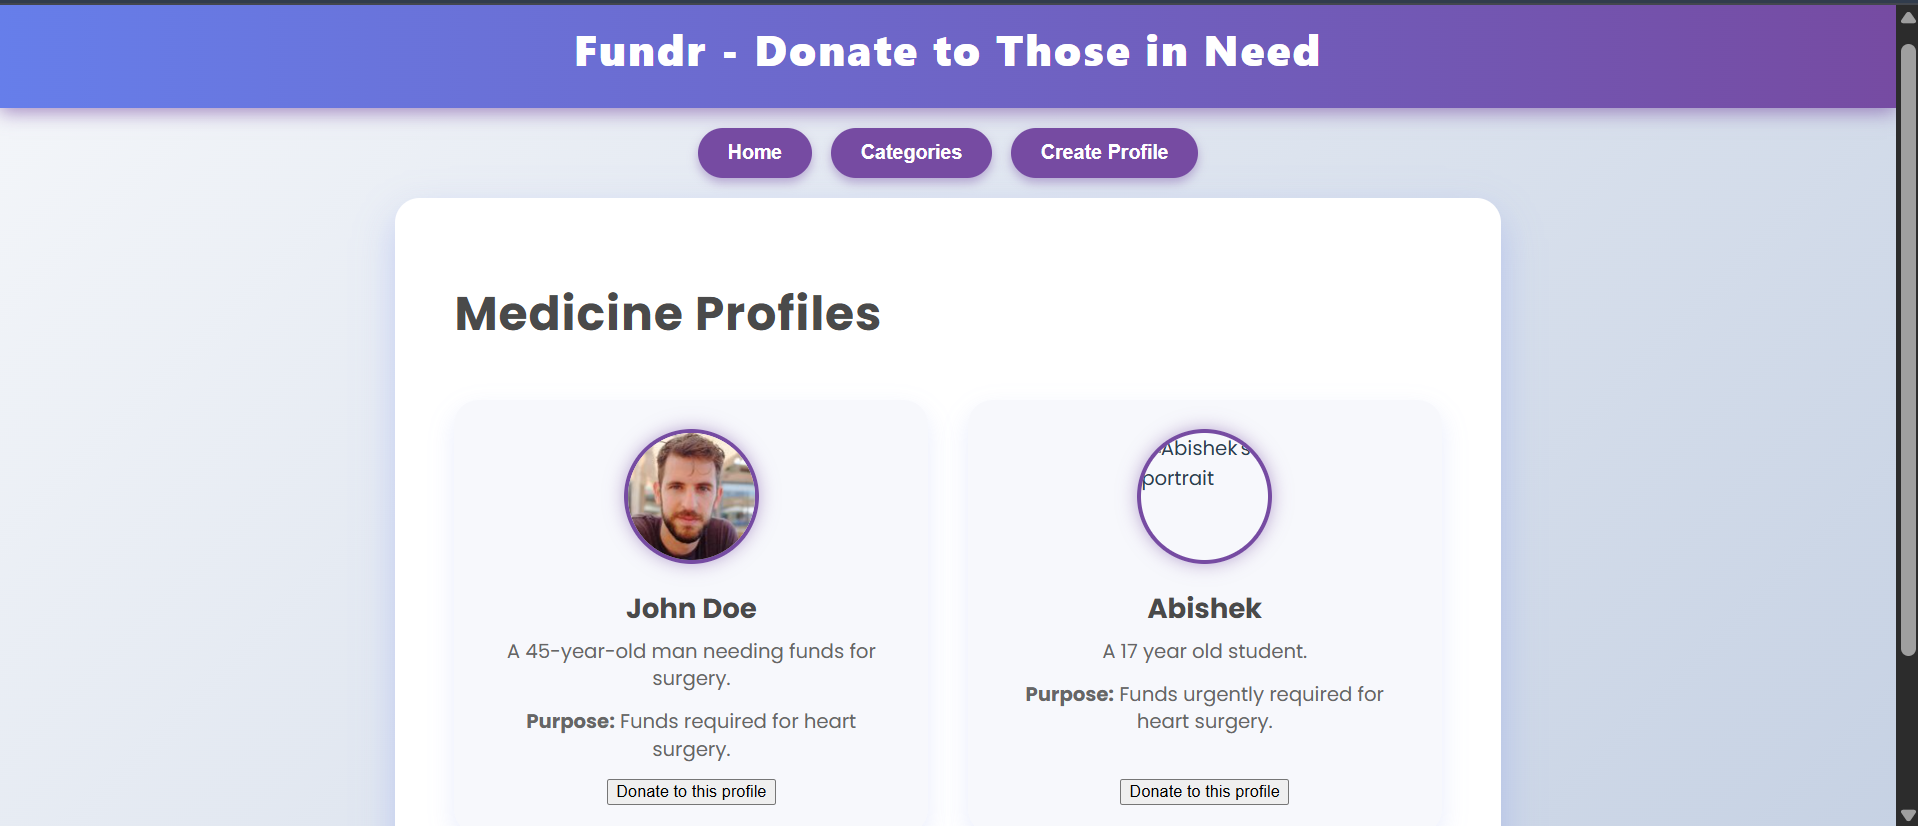 Fundr - Donate to Those in Need
Home Categories Create Profile
Medicine Profiles
John Doe
A 45-year-old man needing funds for
surgery.
Purpose: Funds required for heart
surgery.
Donate to this profile
Abishek's
portrait
Abishek
A 17 year old student.
Purpose: Funds urgently required for
heart surgery.
Donate to this profile